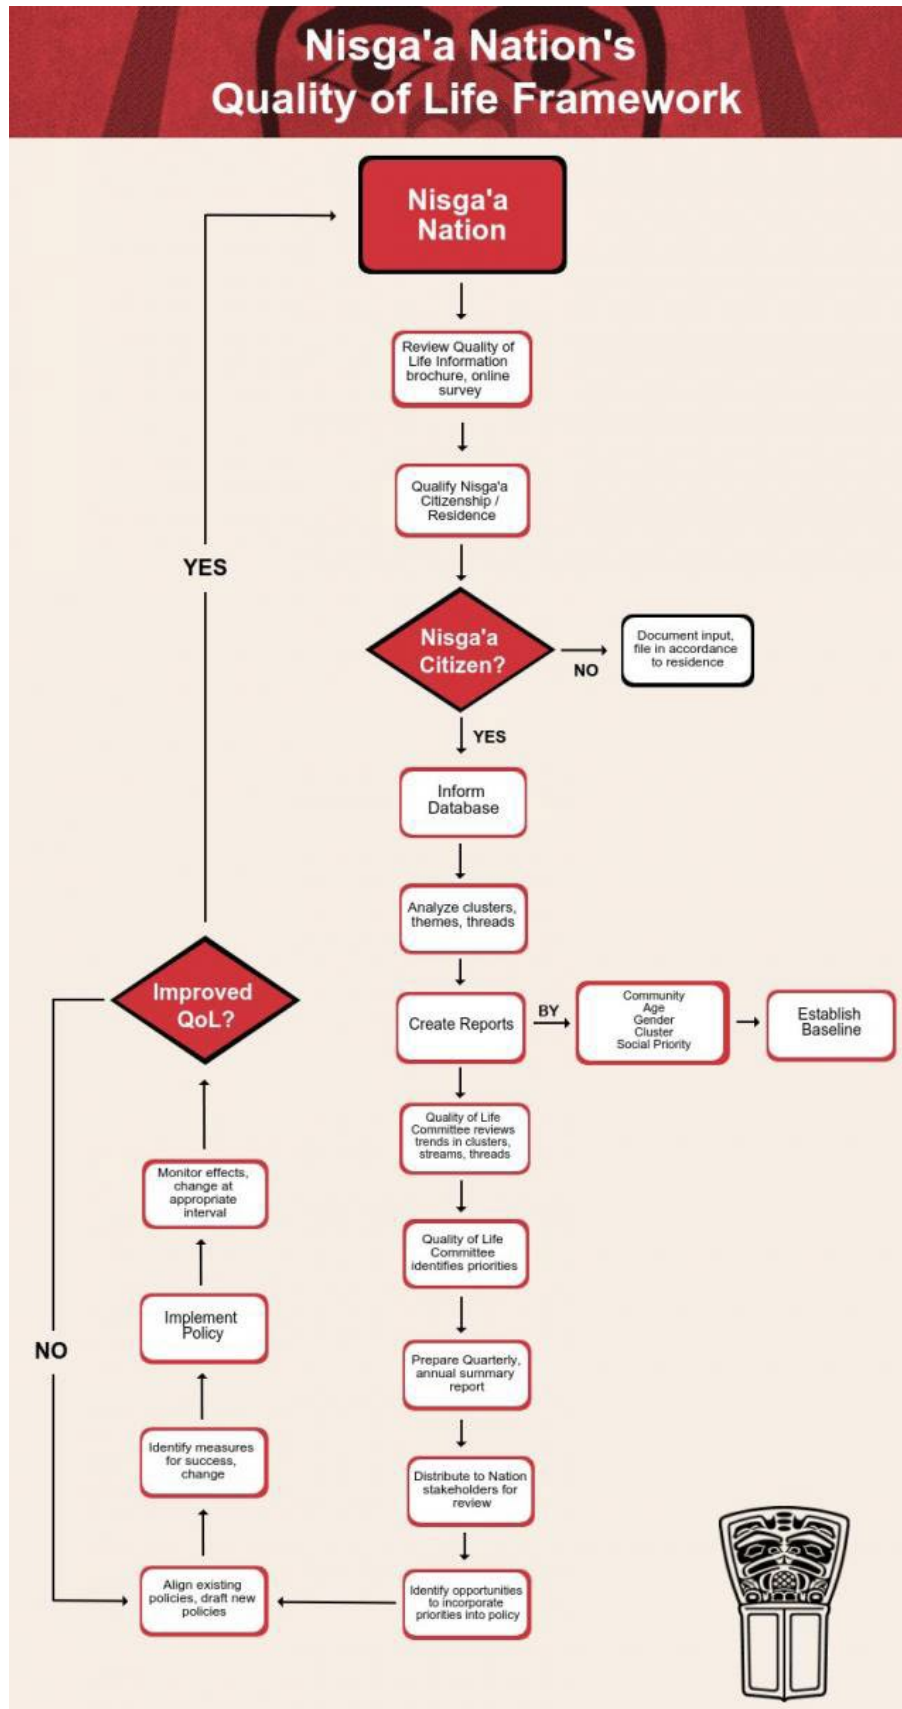 Nisga'a Nation's
Quality of Life Framework
Nisga'a
Nation
Review Quality of
Life Information
brochure, online
survey
Qualify Nisga'a
Citizenship /
Residence
Nisga'a
Citizen?
NO
Document input,
file in accordance
to residence
YES
Inform
Database
Analyze clusters,
themes, threads
Create Reports
BY
Community
Age
Gender
Cluster
Social Priority
Establish
Baseline
Quality of Life
Committee reviews
trends in clusters,
streams, threads
Quality of Life
Committee
identifies priorities
Prepare Quarterly,
annual summary
report
Distribute to Nation
stakeholders for
review
Identify opportunities
to incorporate
priorities into policy
Align existing
policies, draft new
policies
Identify measures
for success,
change
Implement
Policy
Monitor effects,
change at
appropriate
interval
Improved
QoL?
YES
NO